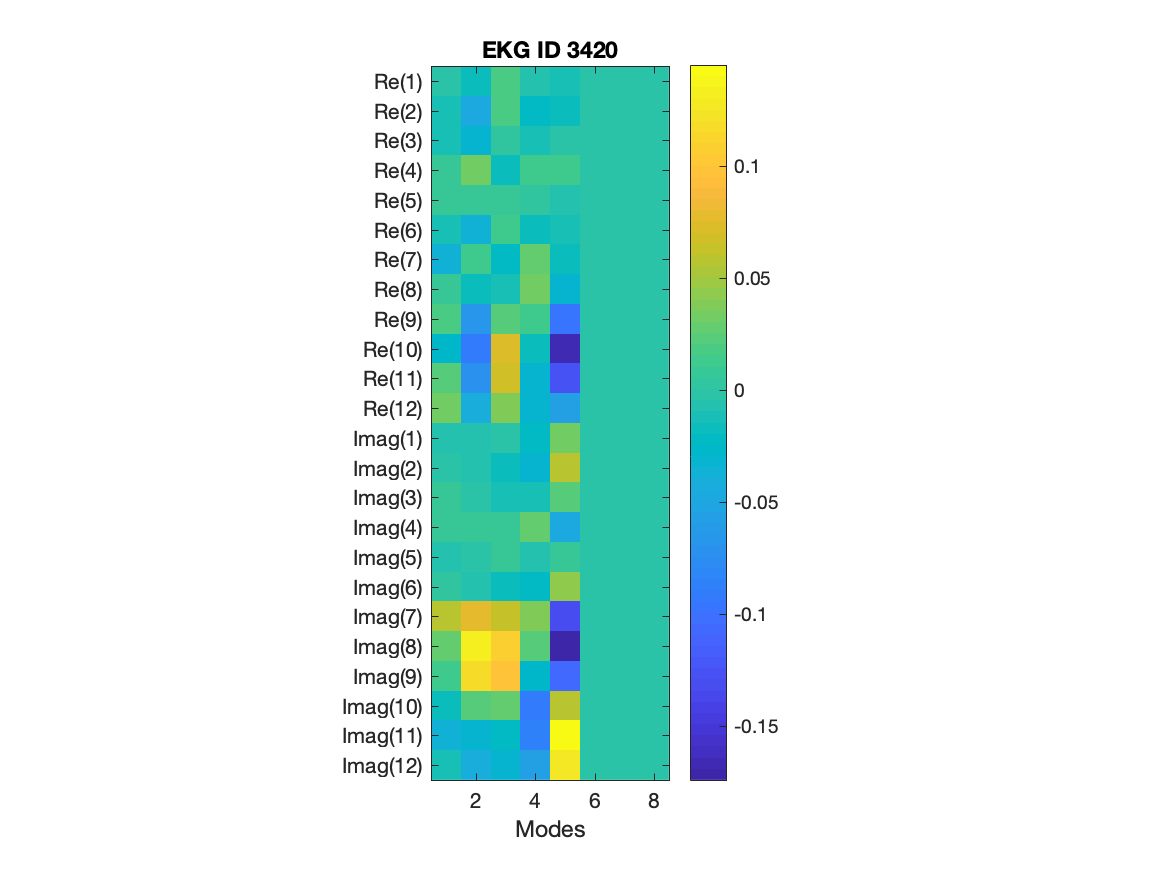 EKG ID 3420
Re(1)
Re(2)
Re(3)
Re(4)
Re(5)
Re(6)
Re(7)
Re(8)
Re(9)
Re(10)
Re(11)
Re(12)
Imag(1)
Imag(2)
Imag(3)
Imag(4)
Imag(5)
Imag(6)
Imag(7)
Imag(8)
Imag(9)
Imag(10)
Imag(11)
Imag(12)
2 4 6 8
Modes
0.1
0.05
0
-0.05
-0.1
-0.15